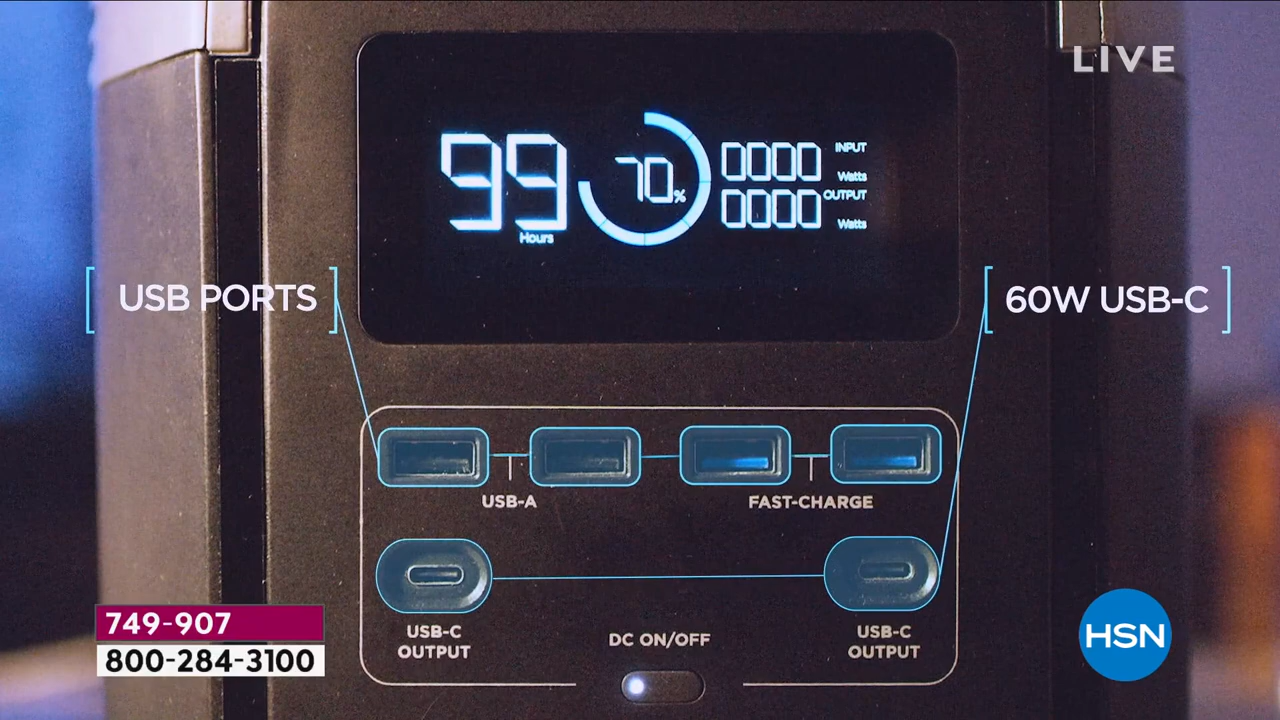 LIVE
99
Hours
70%
0000
INPUT
Watts
0000
OUTPUT
Watts
USB PORTS
60W USB-C
USB-A
FAST-CHARGE
USB-C
OUTPUT
DC ON/OFF
USB-C
OUTPUT
749-907
800-284-3100
HSN